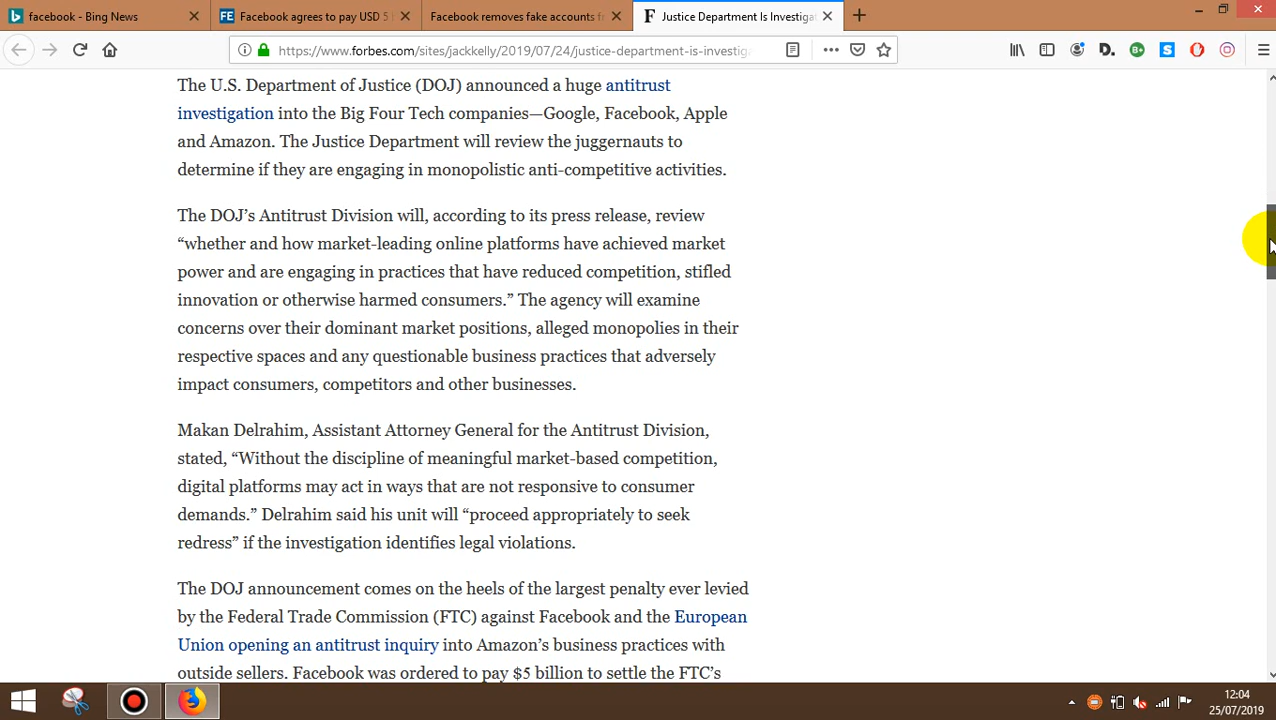 facebook - Bing News
Facebook agrees to pay USD 5
Facebook removes fake accounts f
Justice Department Is Investiga
https://www.forbes.com/sites/jackkelly/2019/07/24/justice-department-is-investig
The U.S. Department of Justice (DOJ) announced a huge antitrust
investigation into the Big Four Tech companies—Google, Facebook, Apple
and Amazon. The Justice Department will review the juggernauts to
determine if they are engaging in monopolistic anti-competitive activities.
The DOJ’s Antitrust Division will, according to its press release, review
“whether and how market-leading online platforms have achieved market
power and are engaging in practices that have reduced competition, stifled
innovation or otherwise harmed consumers.” The agency will examine
concerns over their dominant market positions, alleged monopolies in their
respective spaces and any questionable business practices that adversely
impact consumers, competitors and other businesses.
Makan Delrahim, Assistant Attorney General for the Antitrust Division,
stated, “Without the discipline of meaningful market-based competition,
digital platforms may act in ways that are not responsive to consumer
demands.” Delrahim said his unit will “proceed appropriately to seek
redress” if the investigation identifies legal violations.
The DOJ announcement comes on the heels of the largest penalty ever levied
by the Federal Trade Commission (FTC) against Facebook and the European
Union opening an antitrust inquiry into Amazon’s business practices with
outside sellers. Facebook was ordered to pay $5 billion to settle the FTC’s
12:04
25/07/2019